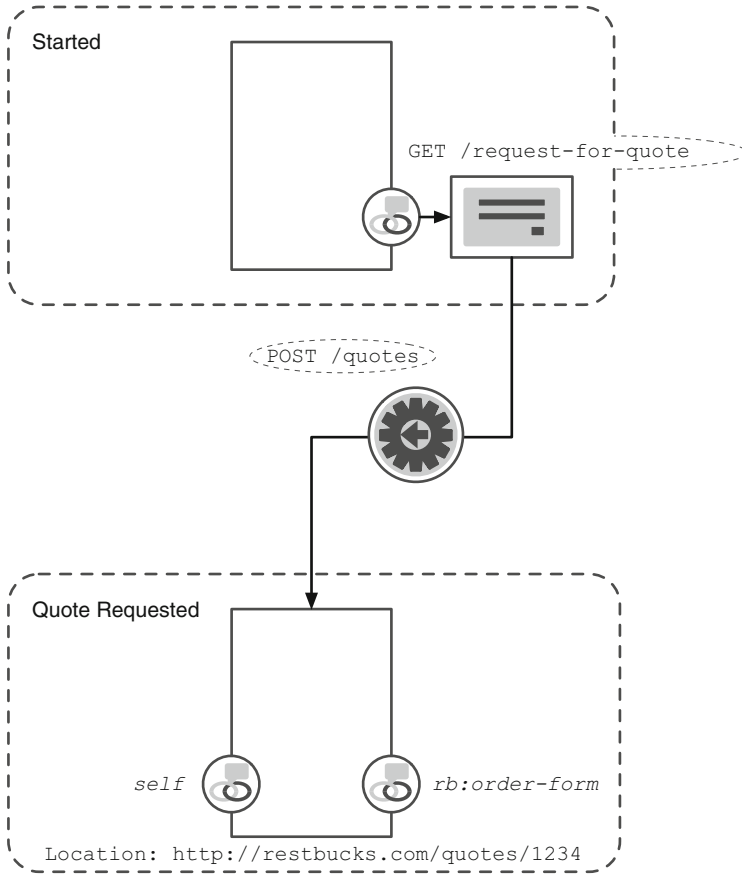 Started
GET /request-for-quote
POST /quotes
Quote Requested
self
rb:order-form
Location: http://restbucks.com/quotes/1234